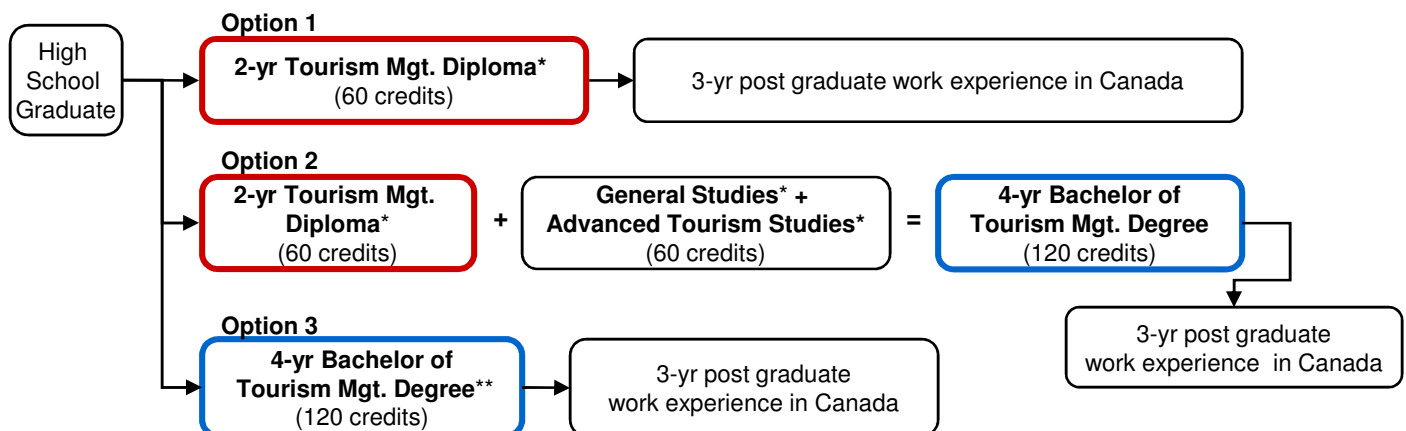 High
School
Graduate
Option 1
2-yr Tourism Mgt. Diploma*
(60 credits)
3-yr post graduate work experience in Canada
Option 2
2-yr Tourism Mgt.
Diploma*
(60 credits)
+
General Studies* +
Advanced Tourism Studies*
(60 credits)
=
4-yr Bachelor of
Tourism Mgt. Degree
(120 credits)
3-yr post graduate
work experience in Canada
Option 3
4-yr Bachelor of
Tourism Mgt. Degree**
(120 credits)
3-yr post graduate
work experience in Canada